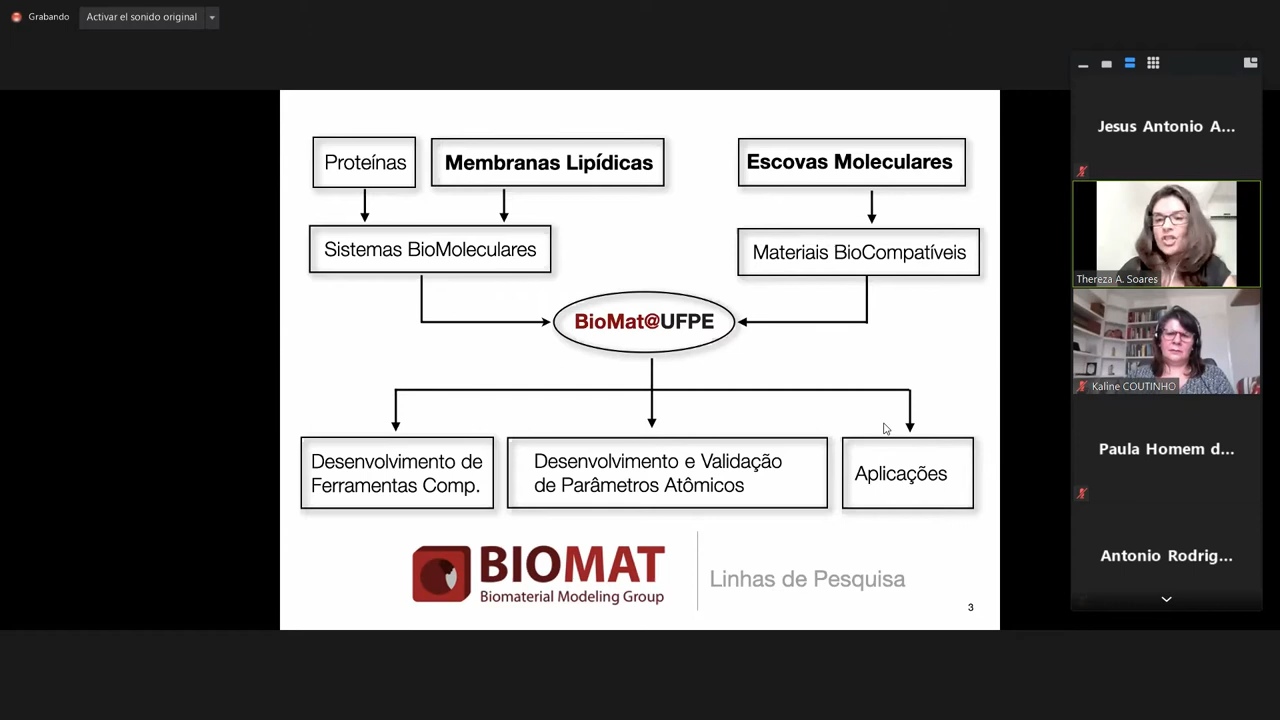 Grabando
Activar el sonido original
Proteínas
Membranas Lipídicas
Escovas Moleculares
Sistemas BioMoleculares
Materiais BioCompatíveis
BioMat@UFPE
Desenvolvimento de
Ferramentas Comp.
Desenvolvimento e Validação
de Parâmetros Atômicos
Aplicações
BIOMAT
Biomaterial Modeling Group
Linhas de Pesquisa
3
Jesus Antonio A...
Thereza A. Soares
Kaline COUTINHO
Paula Homem d...
Antonio Rodrig...